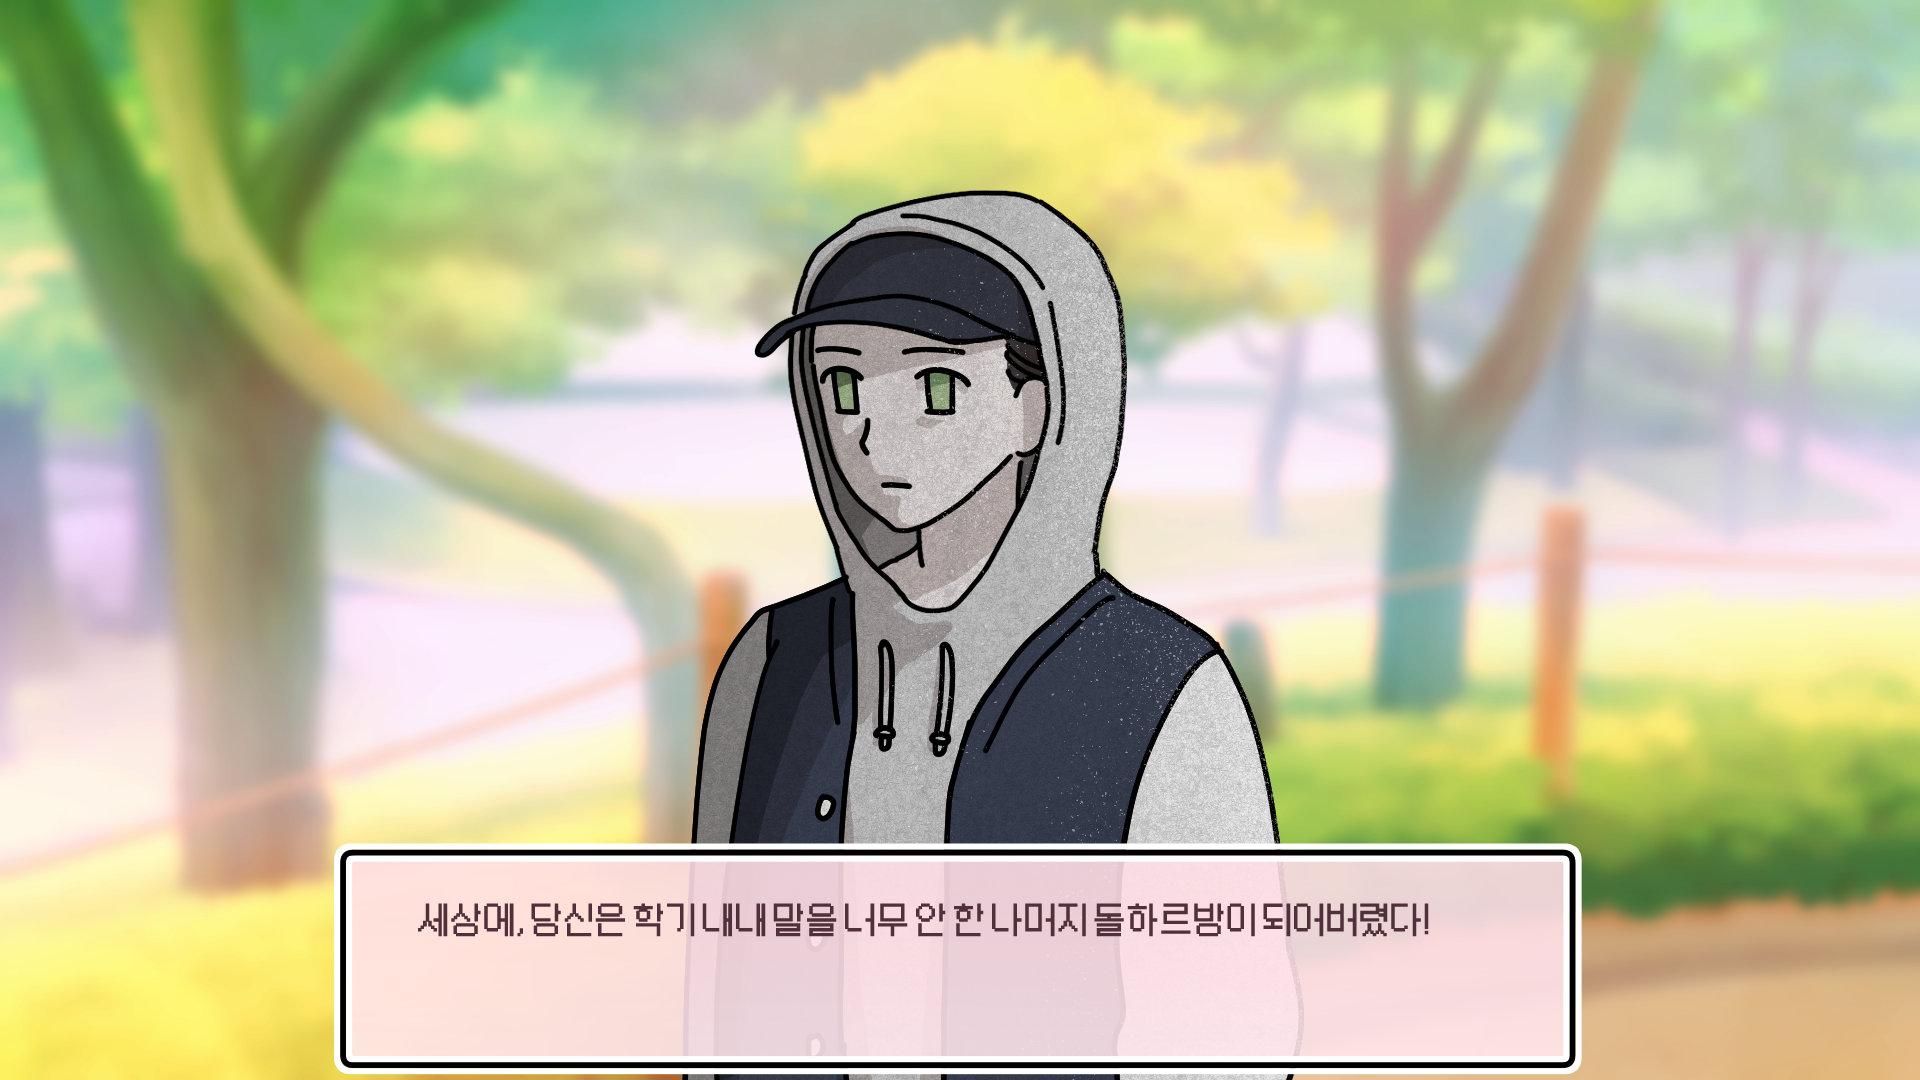 세상에, 당신은 학기 내내 말을 너무 안 한 나머지 돌하르방이 되어버렸다!